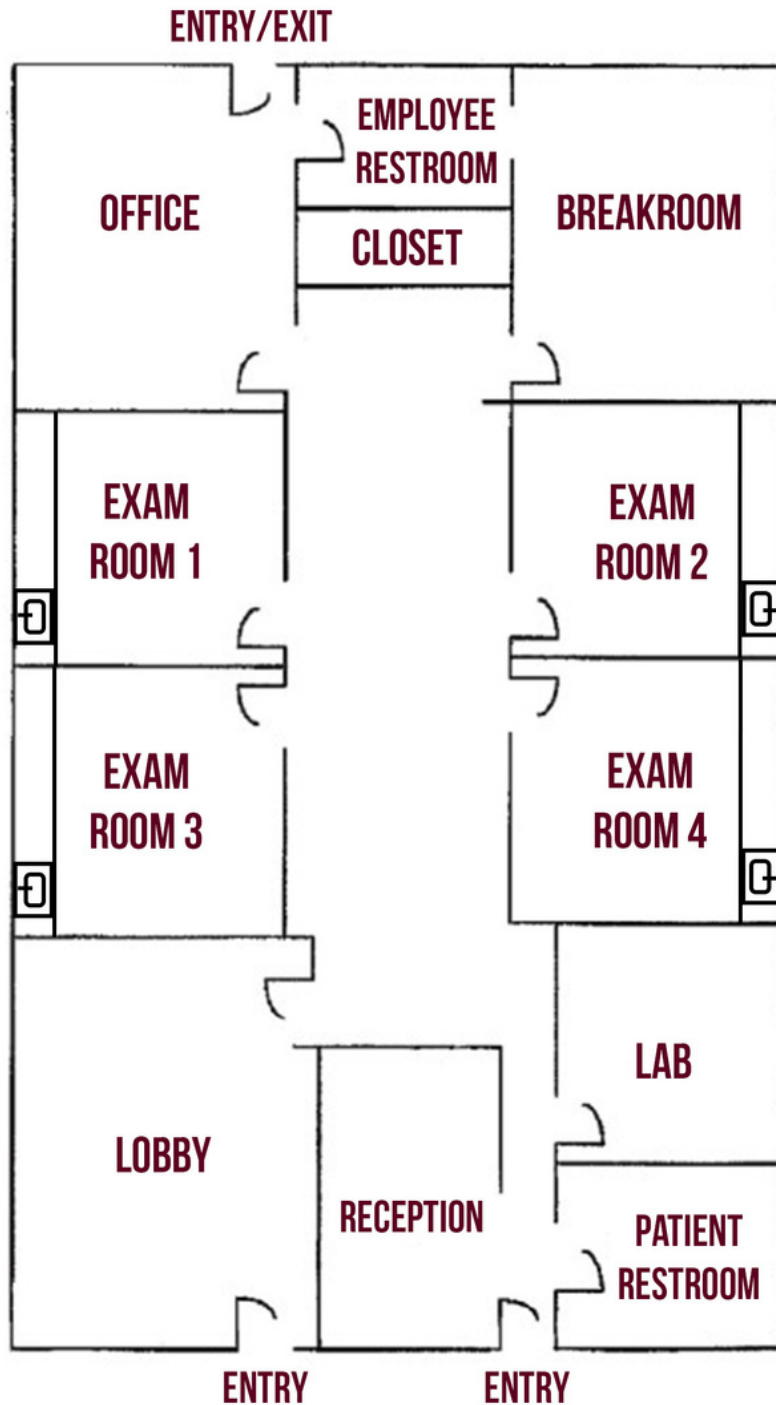 ENTRY/EXIT
EMPLOYEE
RESTROOM
OFFICE
BREAKROOM
CLOSET
EXAM
ROOM 1
EXAM
ROOM 2
EXAM
ROOM 3
EXAM
ROOM 4
LAB
LOBBY
RECEPTION
PATIENT
RESTROOM
ENTRY
ENTRY